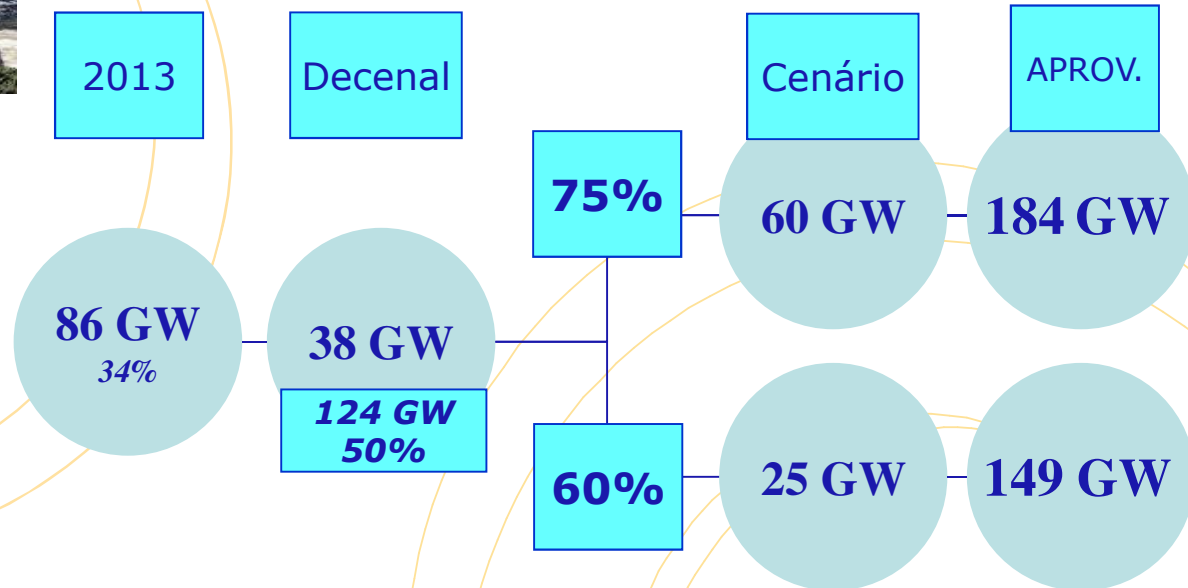 2013
Decenal
Cenário
APROV.
75%
60 GW
184 GW
86 GW
34%
38 GW
124 GW
50%
60%
25 GW
149 GW